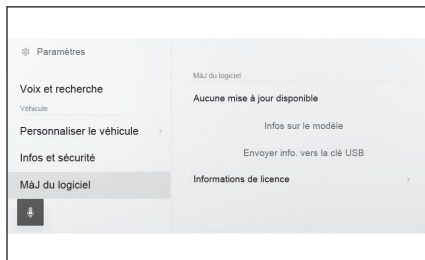 Paramètres
Voix et recherche
Véhicule
Personnaliser le véhicule
Infos et sécurité
MàJ du logiciel
MàJ du logiciel
Aucune mise à jour disponible
Infos sur le modèle
Envoyer info. vers la clé USB
Informations de licence